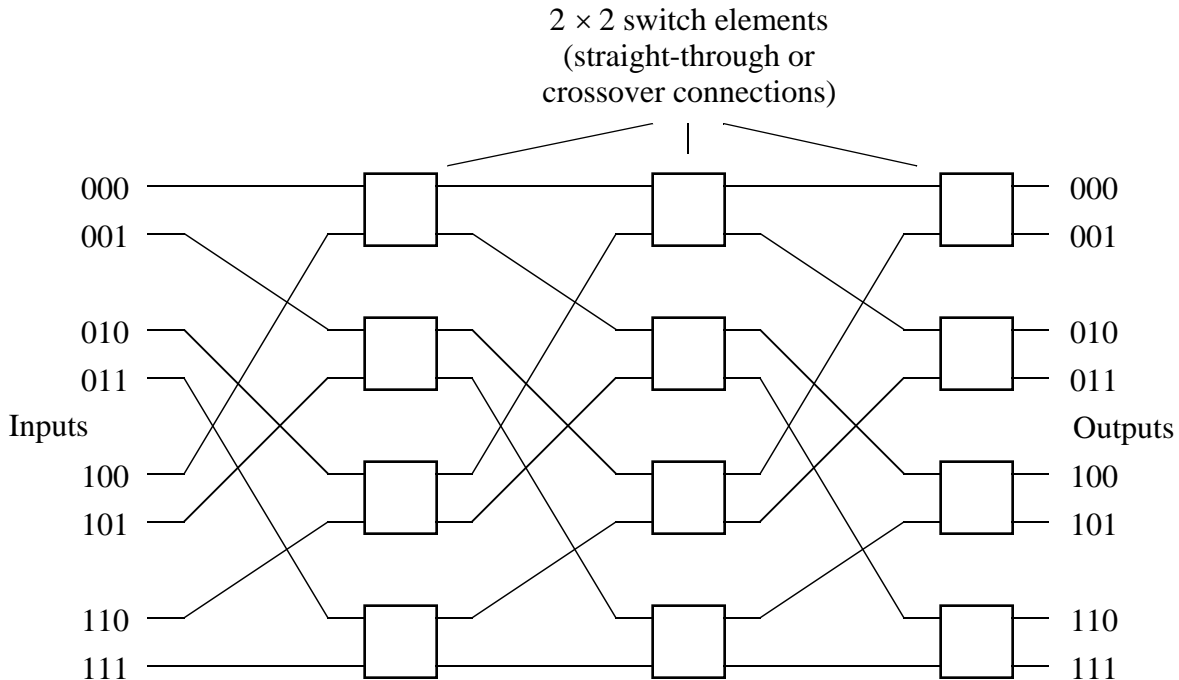 2 × 2 switch elements
(straight-through or
crossover connections)
000 000
001 001
010 010
011 011
Inputs Outputs
100 100
101 101
110 110
111 111